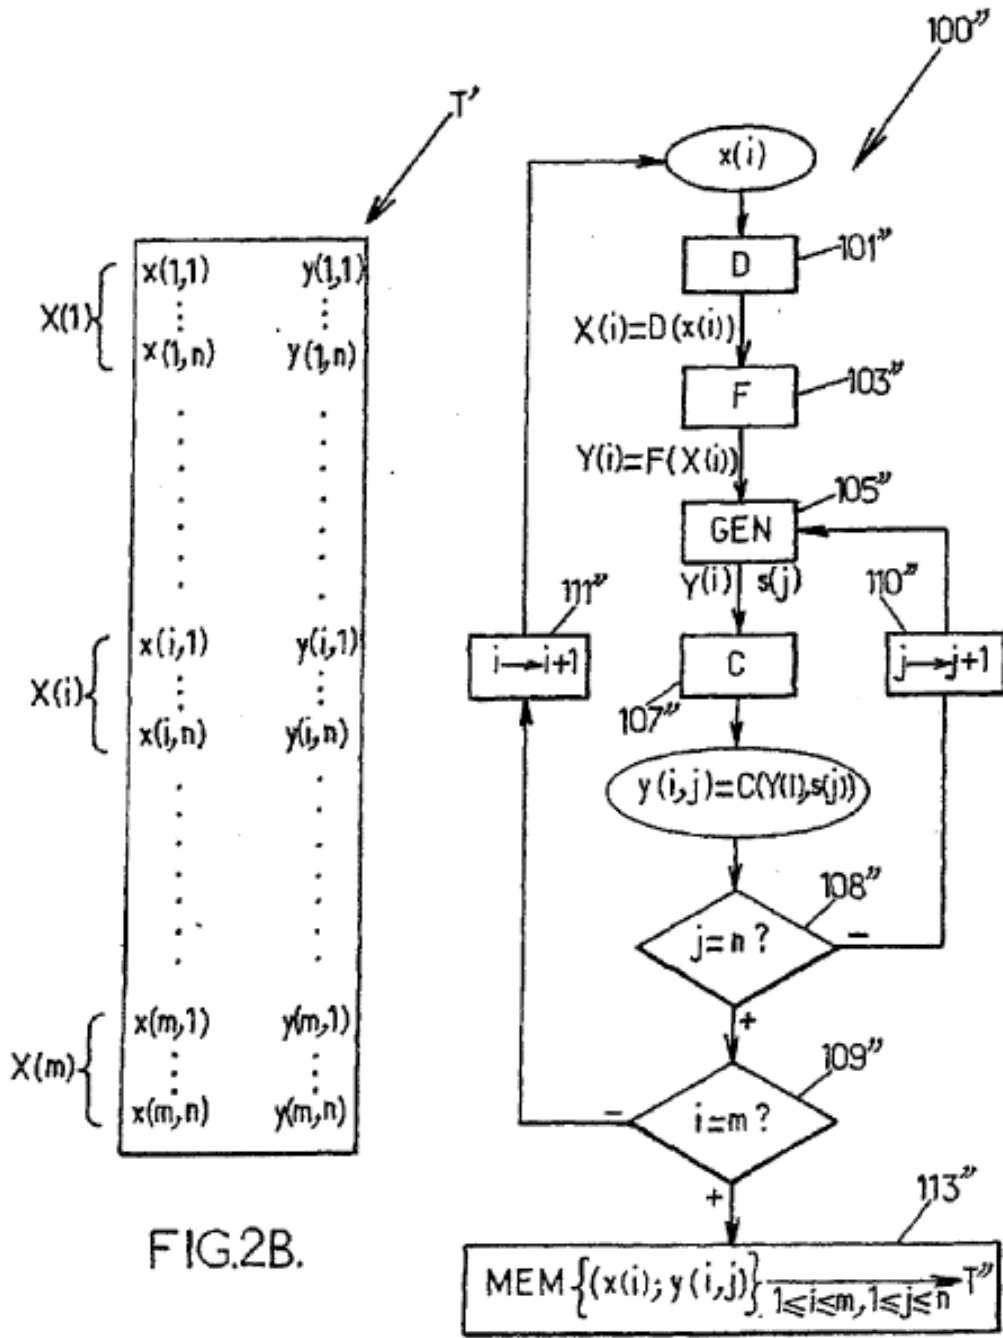 T'
X(1)
x(1,1) y(1,1)
x(1,n) y(1,n)
X(i)
x(i,1) y(i,1)
x(i,n) y(i,n)
X(m)
x(m,1) y(m,1)
x(m,n) y(m,n)
FIG.2B.
100"
x(i)
D
101"
X(i)=D(x(i))
F
103"
Y(i)=F(X(i))
GEN
105"
Y(i) s(j)
111"
i→i+1
C
107"
110"
j→j+1
y(i,j)=C(Y(I),s(j))
108"
j=n ?
−
+
109"
i=m ?
−
+
113"
MEM {(x(i); y(i,j)} → T"
1≤i≤m, 1≤j≤n